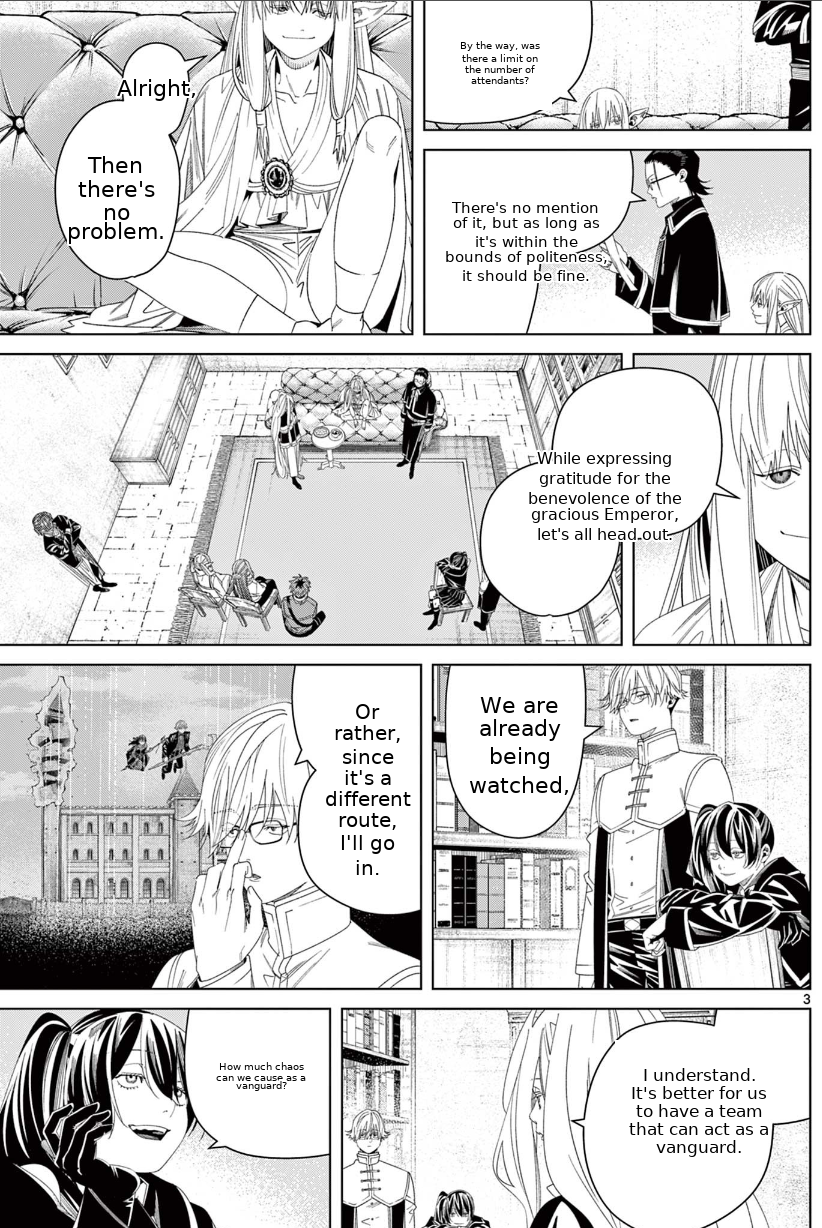 By the way, was
there a limit on
the number of
attendants?
There's no mention
of it, but as long as
it's within the
bounds of politeness,
it should be fine.
Alright,
Then
there's
no
problem.
While expressing
gratitude for the
benevolence of the
gracious Emperor,
let's all head out.
We are
already
being
watched,
Or
rather,
since
it's a
different
route,
I'll go
in.
3
I understand.
It's better for us
to have a team
that can act as a
vanguard.
How much chaos
can we cause as a
vanguard?